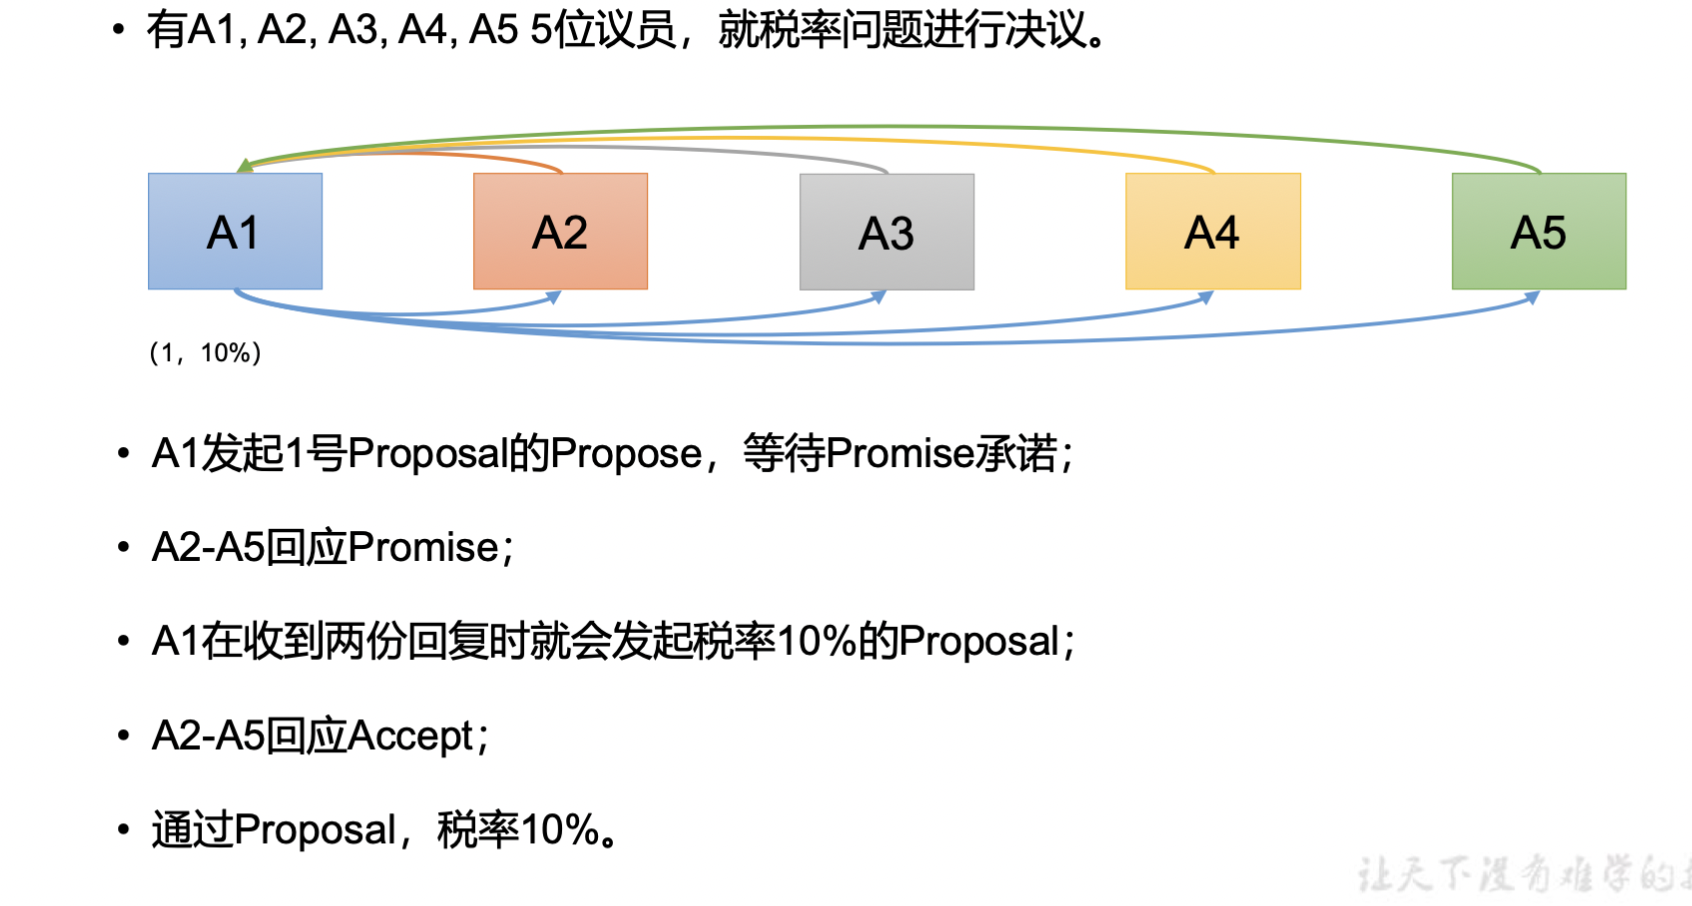 • 有A1, A2, A3, A4, A5 5位议员，就税率问题进行决议。
A1
A2
A3
A4
A5
（1，10%）
• A1发起1号Proposal的Propose，等待Promise承诺；
• A2-A5回应Promise；
• A1在收到两份回复时就会发起税率10%的Proposal；
• A2-A5回应Accept；
• 通过Proposal，税率10%。
让天下没有难学的